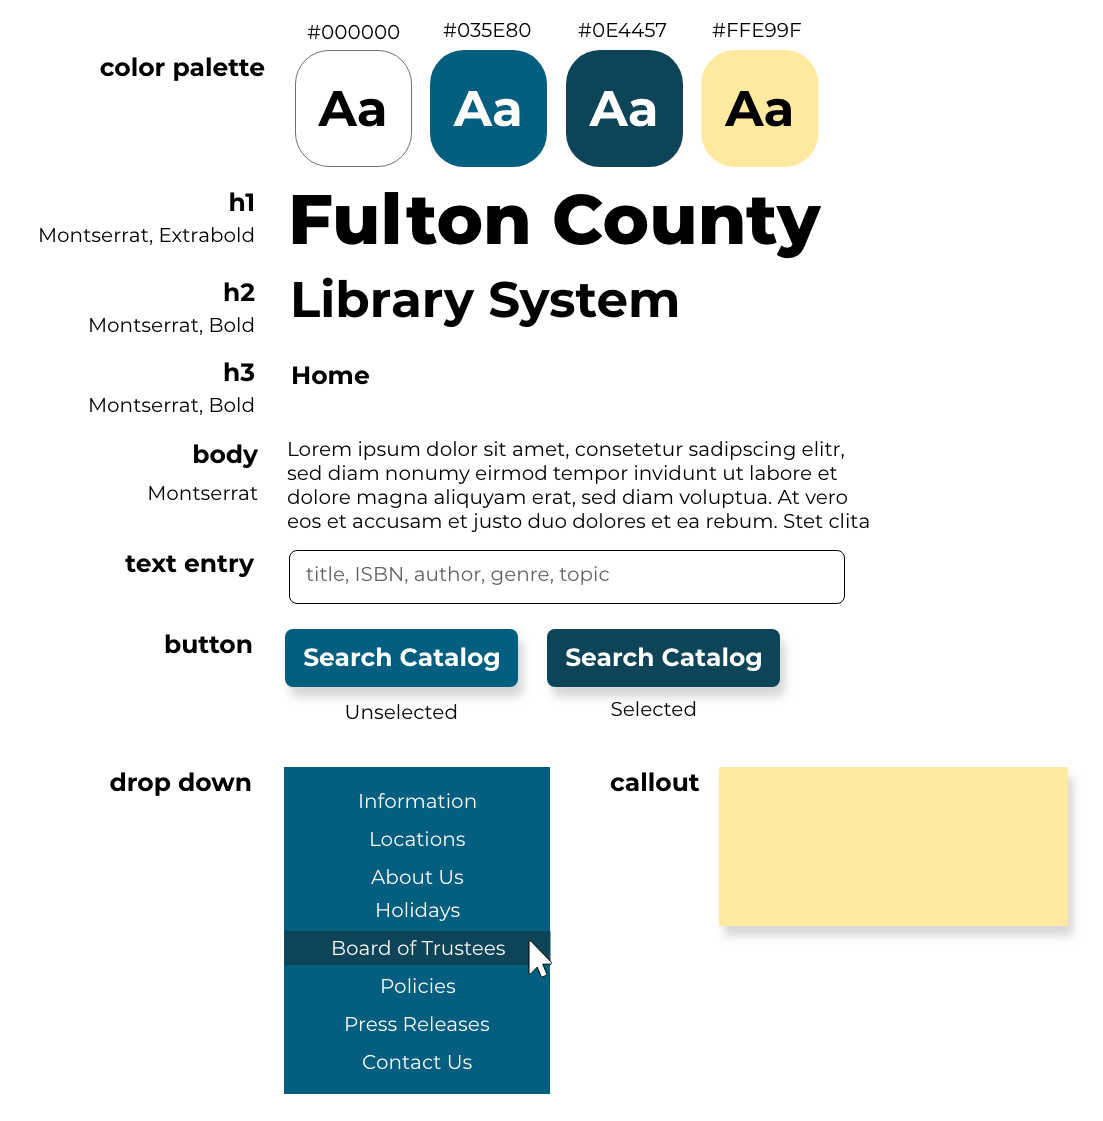 #000000 #035E80 #0E4457 #FFE99F
color palette
Aa Aa Aa Aa
h1
Montserrat, Extrabold
Fulton County
h2
Montserrat, Bold
Library System
h3
Montserrat, Bold
Home
body
Montserrat
Lorem ipsum dolor sit amet, consetetur sadipscing elitr,
sed diam nonumy eirmod tempor invidunt ut labore et
dolore magna aliquyam erat, sed diam voluptua. At vero
eos et accusam et justo duo dolores et ea rebum. Stet clita
text entry
title, ISBN, author, genre, topic
button
Search Catalog Search Catalog
Unselected Selected
drop down
Information
Locations
About Us
Holidays
Board of Trustees
Policies
Press Releases
Contact Us
callout